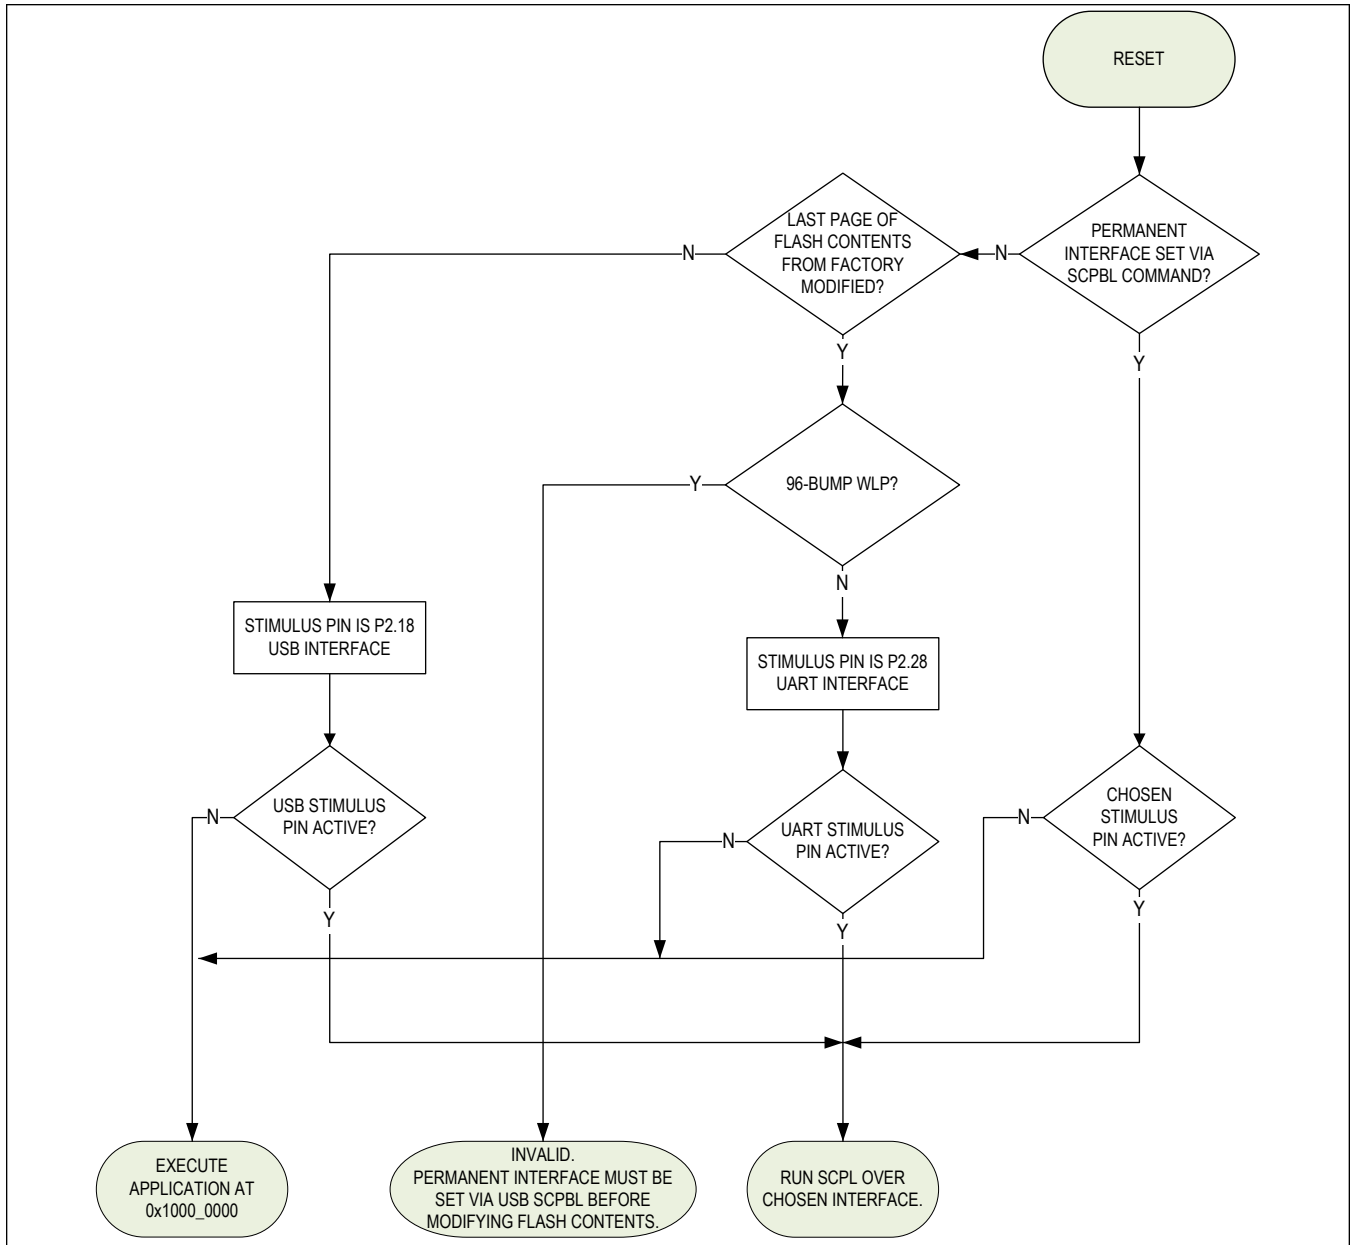 RESET
PERMANENT
INTERFACE SET VIA
SCPBL COMMAND?
N
Y
LAST PAGE OF
FLASH CONTENTS
FROM FACTORY
MODIFIED?
N
Y
96-BUMP WLP?
Y
N
STIMULUS PIN IS P2.18
USB INTERFACE
STIMULUS PIN IS P2.28
UART INTERFACE
USB STIMULUS
PIN ACTIVE?
N
Y
UART STIMULUS
PIN ACTIVE?
N
Y
CHOSEN
STIMULUS
PIN ACTIVE?
N
Y
EXECUTE
APPLICATION AT
0x1000_0000
INVALID.
PERMANENT INTERFACE MUST BE
SET VIA USB SCPBL BEFORE
MODIFYING FLASH CONTENTS.
RUN SCPL OVER
CHOSEN INTERFACE.